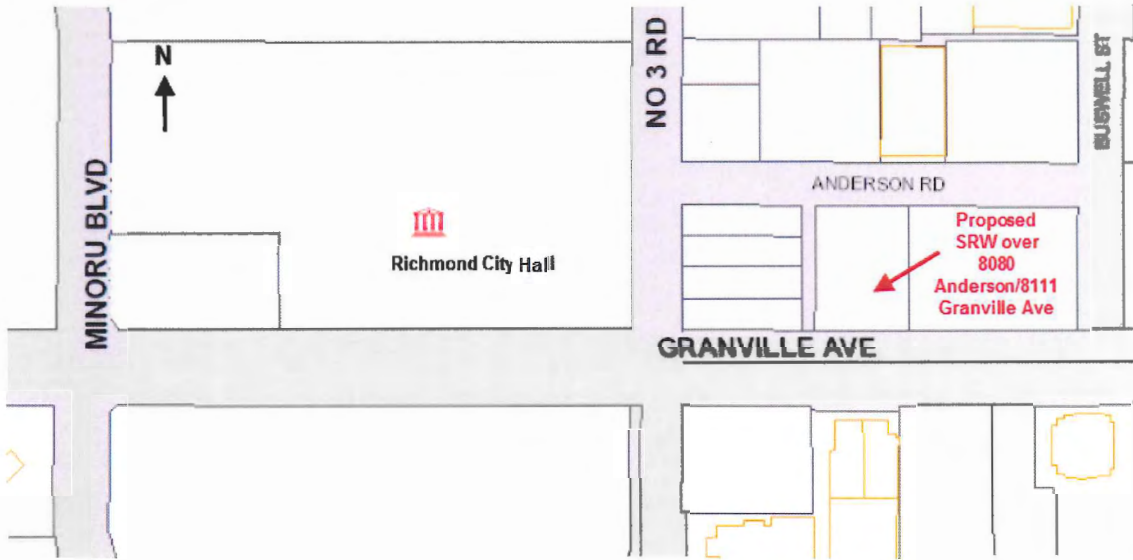 N
MINORU BLVD
Richmond City Hall
NO 3 RD
BUSWELL ST
ANDERSON RD
Proposed
SRW over
8080
Anderson/8111
Granville Ave
GRANVILLE AVE